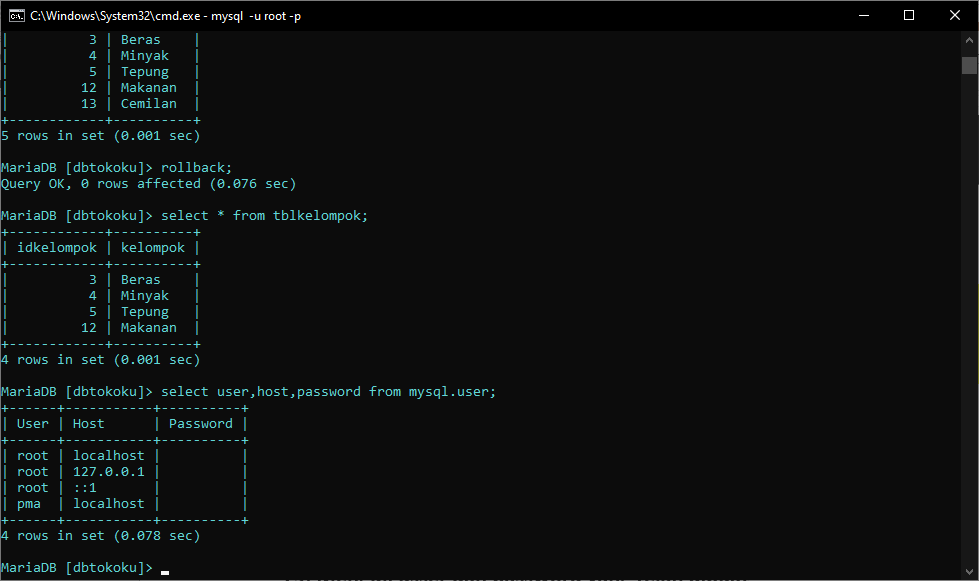 C:\Windows\System32\cmd.exe - mysql  -u root -p
|          3 | Beras    |
|          4 | Minyak   |
|          5 | Tepung   |
|         12 | Makanan  |
|         13 | Cemilan  |
+------------+----------+
5 rows in set (0.001 sec)
MariaDB [dbtokoku]> rollback;
Query OK, 0 rows affected (0.076 sec)
MariaDB [dbtokoku]> select * from tblkelompok;
+------------+----------+
| idkelompok | kelompok |
+------------+----------+
|          3 | Beras    |
|          4 | Minyak   |
|          5 | Tepung   |
|         12 | Makanan  |
+------------+----------+
4 rows in set (0.001 sec)
MariaDB [dbtokoku]> select user,host,password from mysql.user;
+------+-----------+----------+
| User | Host      | Password |
+------+-----------+----------+
| root | localhost |          |
| root | 127.0.0.1 |          |
| root | ::1       |          |
| pma  | localhost |          |
+------+-----------+----------+
4 rows in set (0.078 sec)
MariaDB [dbtokoku]>